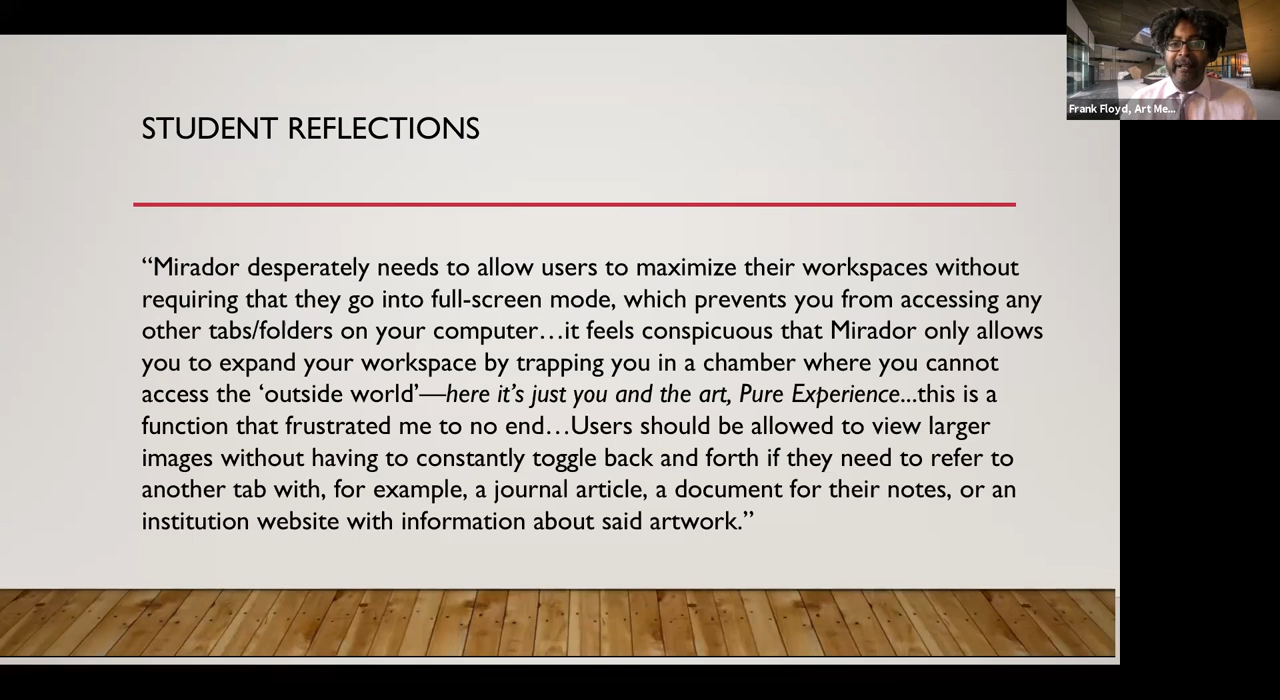 Frank Floyd, Art Me...
STUDENT REFLECTIONS
“Mirador desperately needs to allow users to maximize their workspaces without
requiring that they go into full-screen mode, which prevents you from accessing any
other tabs/folders on your computer…it feels conspicuous that Mirador only allows
you to expand your workspace by trapping you in a chamber where you cannot
access the ‘outside world’—here it’s just you and the art, Pure Experience...this is a
function that frustrated me to no end…Users should be allowed to view larger
images without having to constantly toggle back and forth if they need to refer to
another tab with, for example, a journal article, a document for their notes, or an
institution website with information about said artwork.”